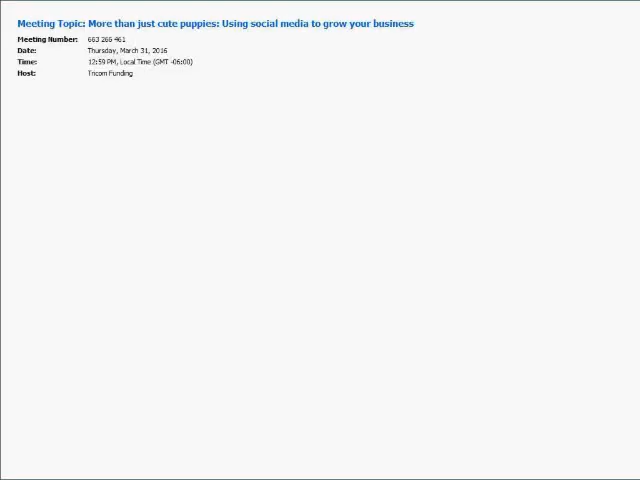 Meeting Topic: More than just cute puppies: Using social media to grow your business
Meeting Number: 663 266 461
Date: Thursday, March 31, 2016
Time: 12:59 PM, Local Time (GMT -06:00)
Host: Tricom Funding